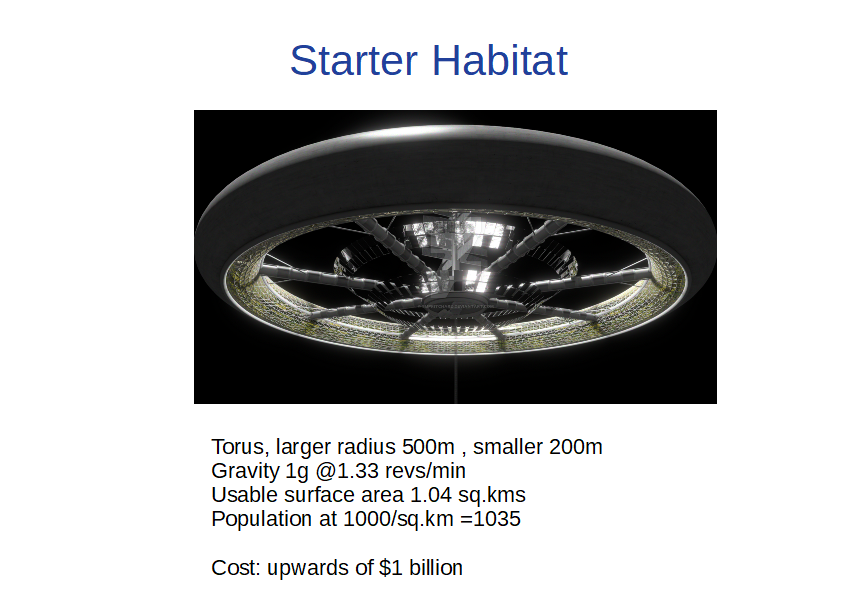 Starter Habitat
Torus, larger radius 500m , smaller 200m
Gravity 1g @1.33 revs/min
Usable surface area 1.04 sq.kms
Population at 1000/sq.km =1035
Cost: upwards of $1 billion